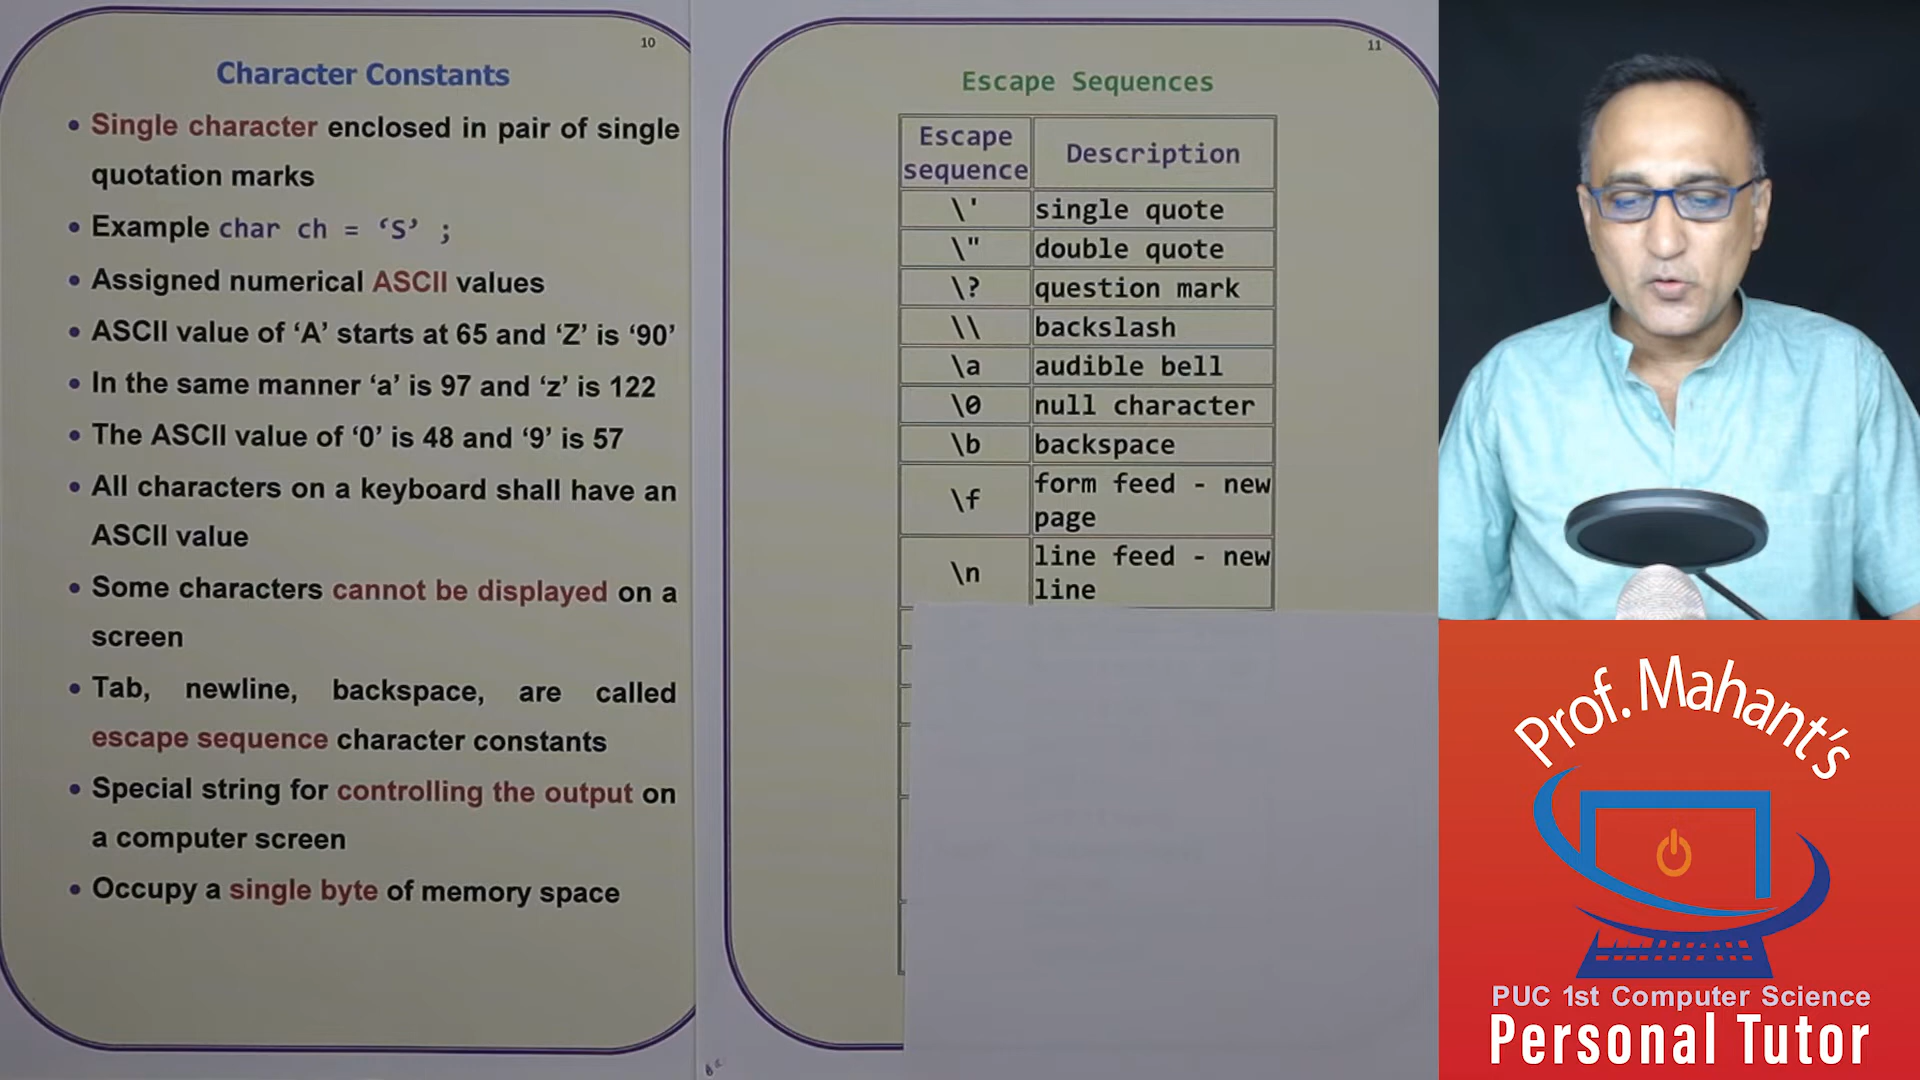 10
Character Constants
• Single character enclosed in pair of single
quotation marks
• Example char ch = ‘S’ ;
• Assigned numerical ASCII values
• ASCII value of ‘A’ starts at 65 and ‘Z’ is ‘90’
• In the same manner ‘a’ is 97 and ‘z’ is 122
• The ASCII value of ‘0’ is 48 and ‘9’ is 57
• All characters on a keyboard shall have an
ASCII value
• Some characters cannot be displayed on a
screen
• Tab, newline, backspace, are called
escape sequence character constants
• Special string for controlling the output on
a computer screen
• Occupy a single byte of memory space
11
Escape Sequences
Escape
sequence
Description
\' single quote
\" double quote
\? question mark
\\ backslash
\a audible bell
\0 null character
\b backspace
\f form feed - new
page
\n line feed - new
line
Prof. Mahant's
PUC 1st Computer Science
Personal Tutor